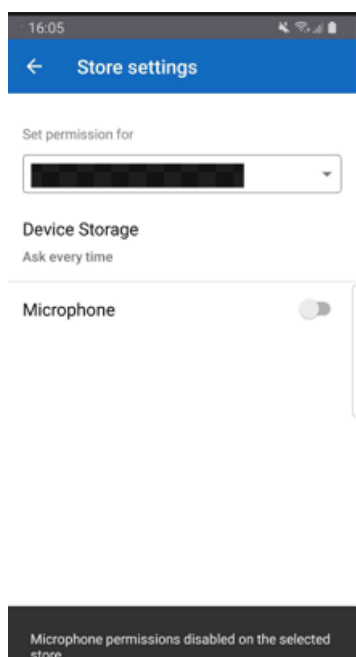 16:05
Store settings
Set permission for
Device Storage
Ask every time
Microphone
Microphone permissions disabled on the selected
store